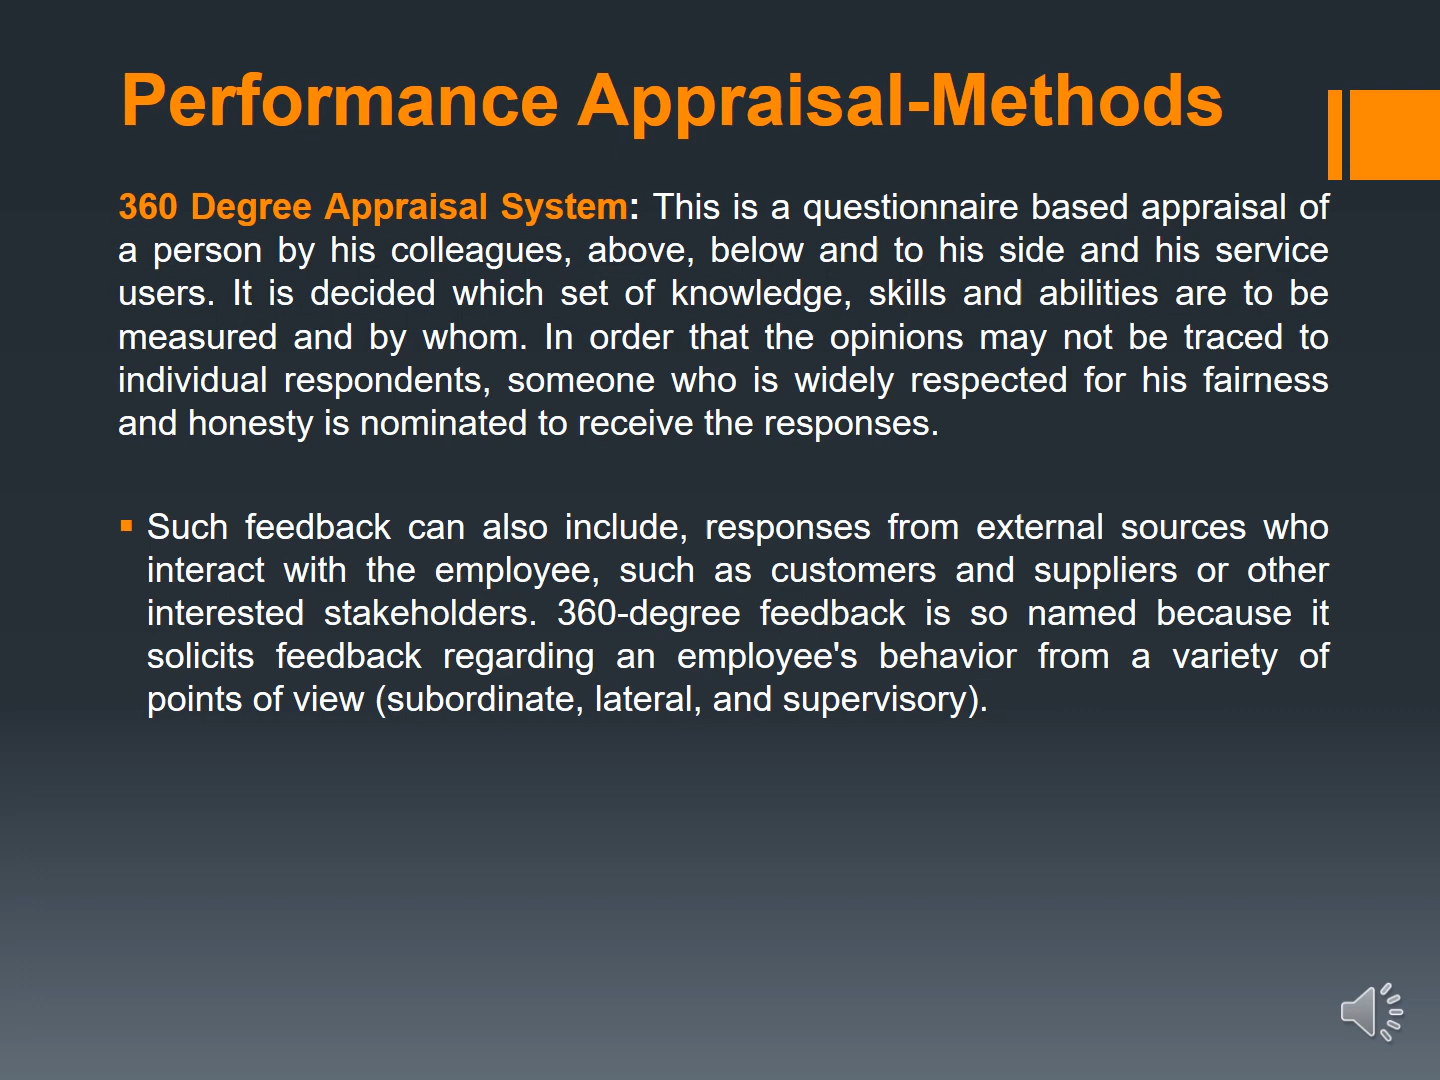 Performance Appraisal-Methods
360 Degree Appraisal System: This is a questionnaire based appraisal of
a person by his colleagues, above, below and to his side and his service
users. It is decided which set of knowledge, skills and abilities are to be
measured and by whom. In order that the opinions may not be traced to
individual respondents, someone who is widely respected for his fairness
and honesty is nominated to receive the responses.
▪ Such feedback can also include, responses from external sources who
interact with the employee, such as customers and suppliers or other
interested stakeholders. 360-degree feedback is so named because it
solicits feedback regarding an employee's behavior from a variety of
points of view (subordinate, lateral, and supervisory).